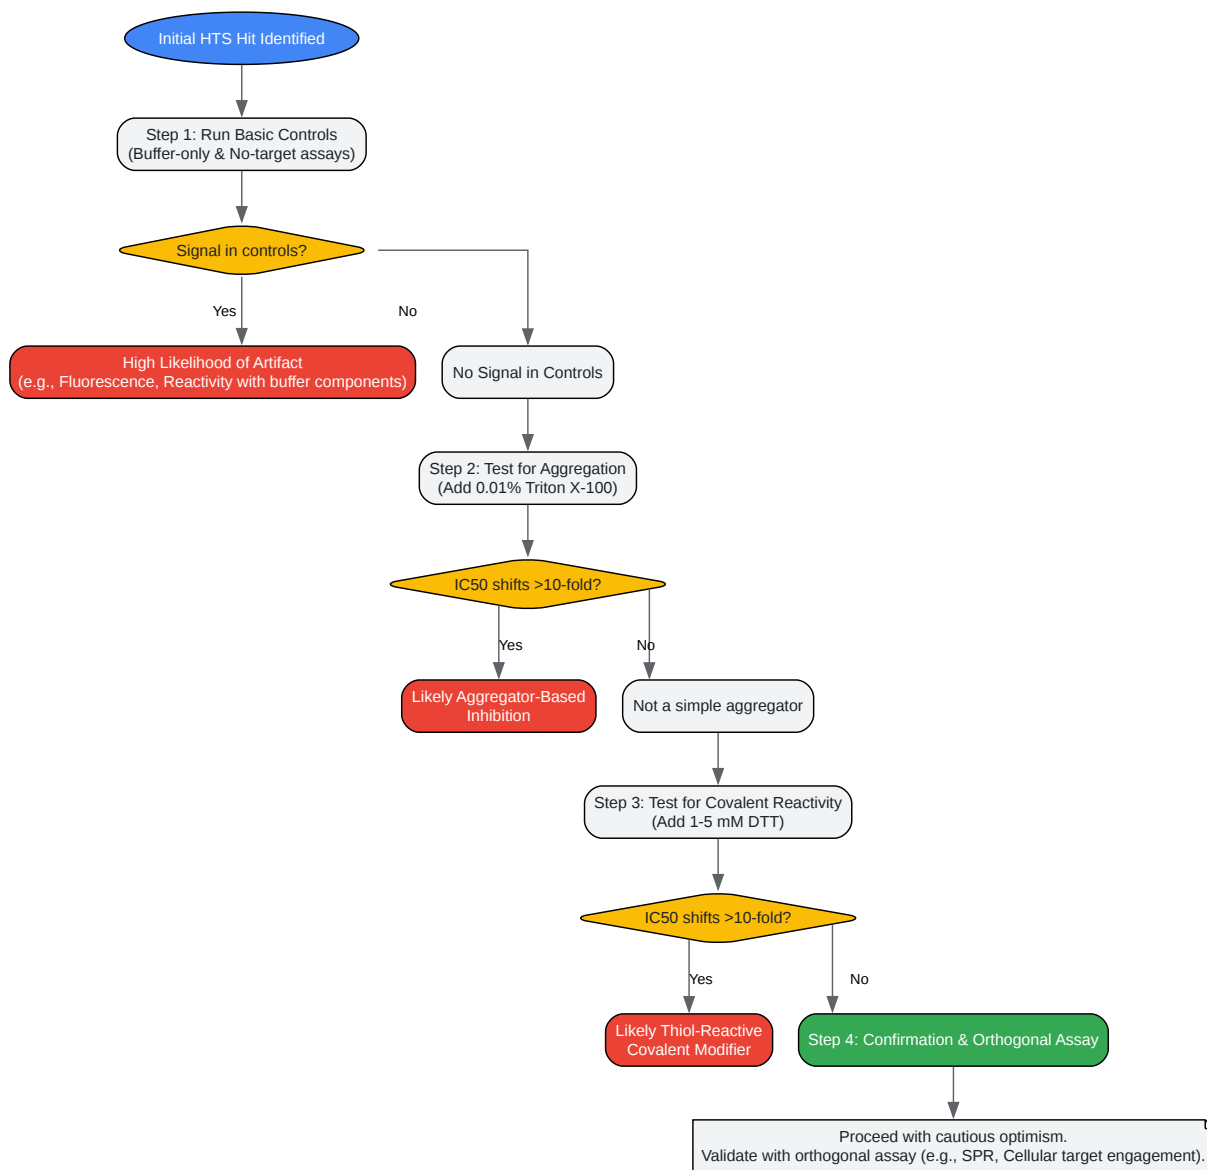 Initial HTS Hit Identified
Step 1: Run Basic Controls
(Buffer-only & No-target assays)
Signal in controls?
Yes
No
High Likelihood of Artifact
(e.g., Fluorescence, Reactivity with buffer components)
No Signal in Controls
Step 2: Test for Aggregation
(Add 0.01% Triton X-100)
IC50 shifts >10-fold?
Yes
No
Likely Aggregator-Based
Inhibition
Not a simple aggregator
Step 3: Test for Covalent Reactivity
(Add 1-5 mM DTT)
IC50 shifts >10-fold?
Yes
No
Likely Thiol-Reactive
Covalent Modifier
Step 4: Confirmation & Orthogonal Assay
Proceed with cautious optimism.
Validate with orthogonal assay (e.g., SPR, Cellular target engagement).